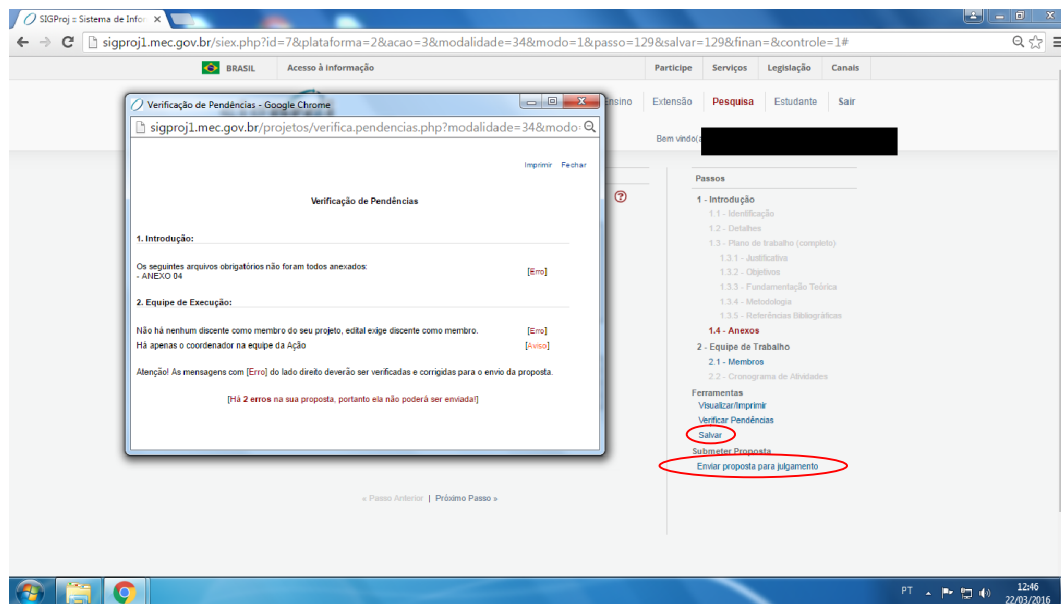 SIGProj :: Sistema de Infor
sigproj1.mec.gov.br/siex.php?id=7&plataforma=2&acao=3&modalidade=34&modo=1&passo=129&salvar=129&finan=&controle=1#
BRASIL Acesso à informação Participe Serviços Legislação Canais
Ensino Extensão Pesquisa Estudante Sair
Bem vindo(a
Verificação de Pendências - Google Chrome
sigproj1.mec.gov.br/projetos/verifica.pendencias.php?modalidade=34&modo
Imprimir Fechar
Verificação de Pendências
1. Introdução:
Os seguintes arquivos obrigatórios não foram todos anexados:
- ANEXO 04 [Erro]
2. Equipe de Execução:
Não há nenhum discente como membro do seu projeto, edital exige discente como membro. [Erro]
Há apenas o coordenador na equipe da Ação [Aviso]
Atenção! As mensagens com [Erro] do lado direito deverão ser verificadas e corrigidas para o envio da proposta.
[Há 2 erros na sua proposta, portanto ela não poderá ser enviada!]
« Passo Anterior | Próximo Passo »
Passos
1 - Introdução
1.1 - Identificação
1.2 - Detalhes
1.3 - Plano de trabalho (completo)
1.3.1 - Justificativa
1.3.2 - Objetivos
1.3.3 - Fundamentação Teórica
1.3.4 - Metodologia
1.3.5 - Referências Bibliográficas
1.4 - Anexos
2 - Equipe de Trabalho
2.1 - Membros
2.2 - Cronograma de Atividades
Ferramentas
Visualizar/Imprimir
Verificar Pendências
Salvar
Submeter Proposta
Enviar proposta para julgamento
PT 12:46
22/03/2016